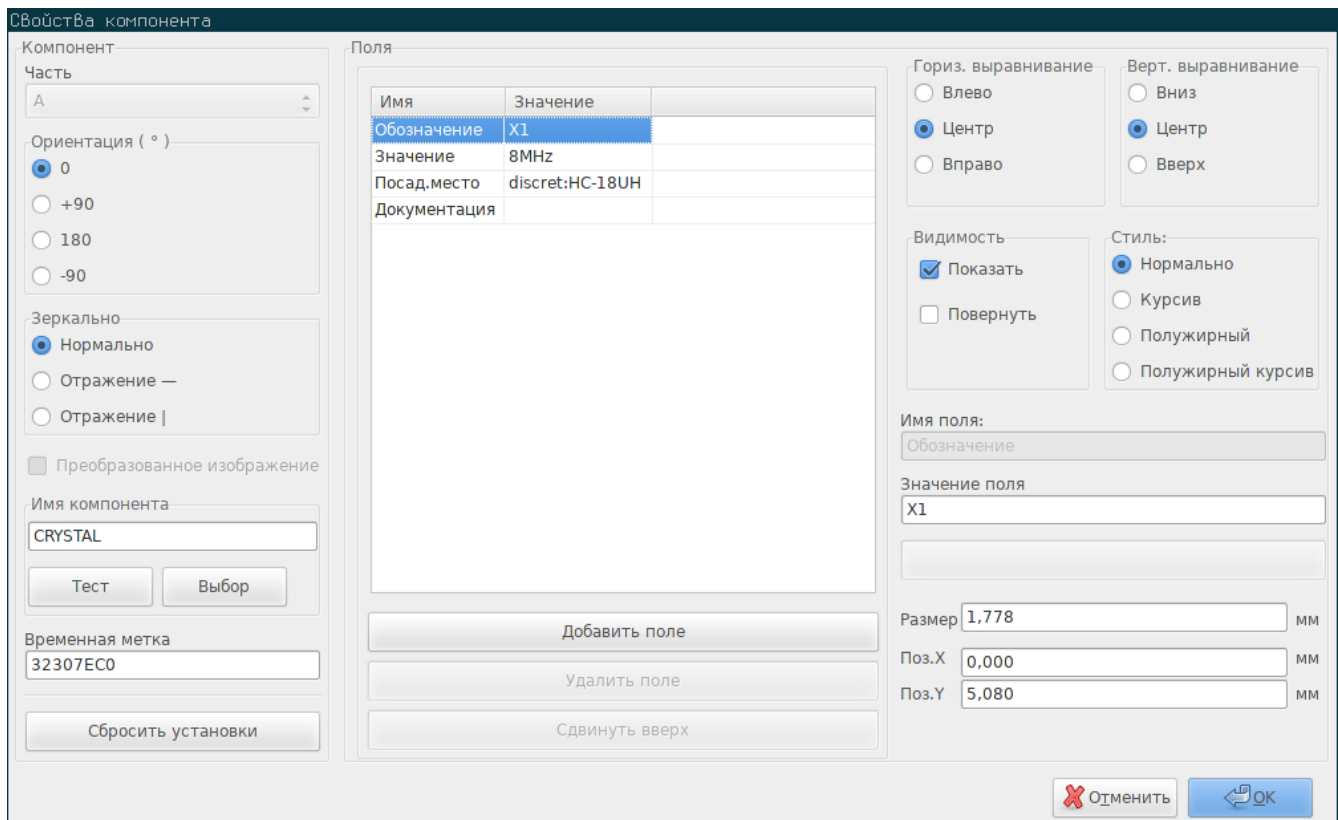 Свойства компонента
Компонент
Часть
A
Ориентация ( ° )
0
+90
180
-90
Зеркально
Нормально
Отражение —
Отражение |
Преобразованное изображение
Имя компонента
CRYSTAL
Тест Выбор
Временная метка
32307EC0
Сбросить установки
Поля
Имя Значение
Обозначение X1
Значение 8MHz
Посад.место discret:HC-18UH
Документация
Добавить поле
Удалить поле
Сдвинуть вверх
Гориз. выравнивание
Влево
Центр
Вправо
Верт. выравнивание
Вниз
Центр
Вверх
Видимость
Показать
Повернуть
Стиль:
Нормально
Курсив
Полужирный
Полужирный курсив
Имя поля:
Обозначение
Значение поля
X1
Размер 1,778 мм
Поз.X 0,000 мм
Поз.Y 5,080 мм
Отменить OK